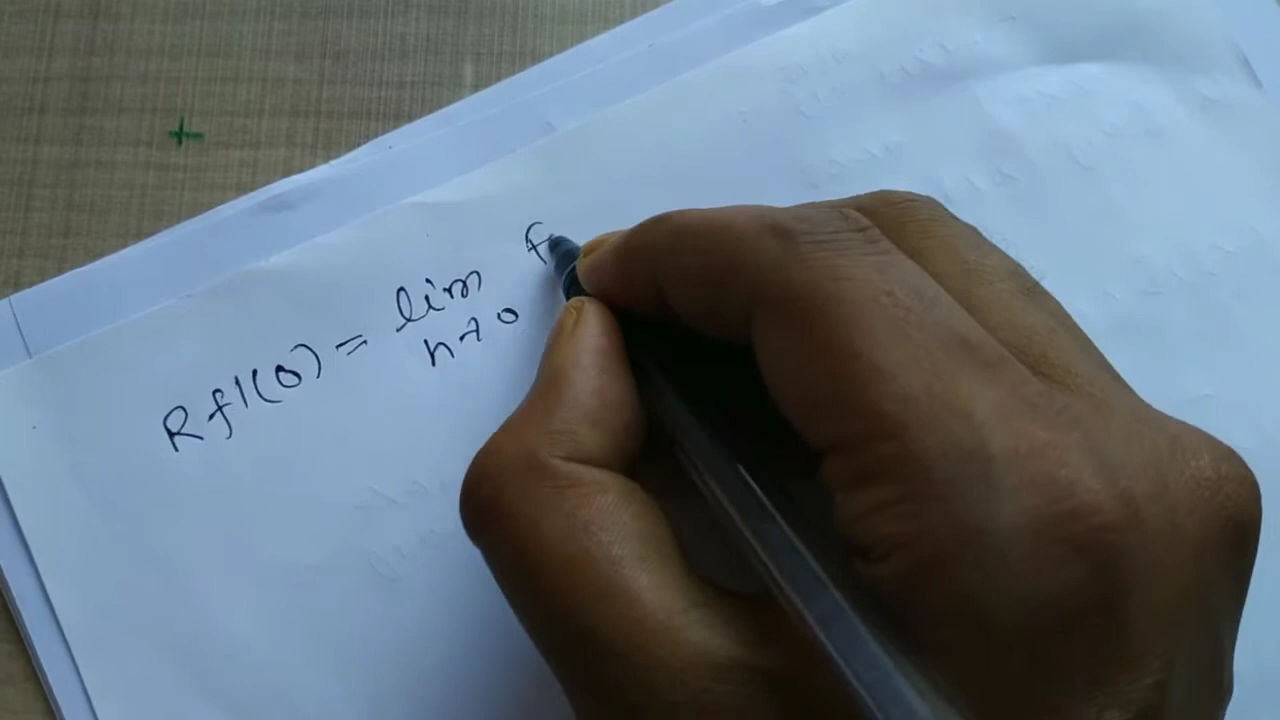 Rf'(0) = lim f
h→0